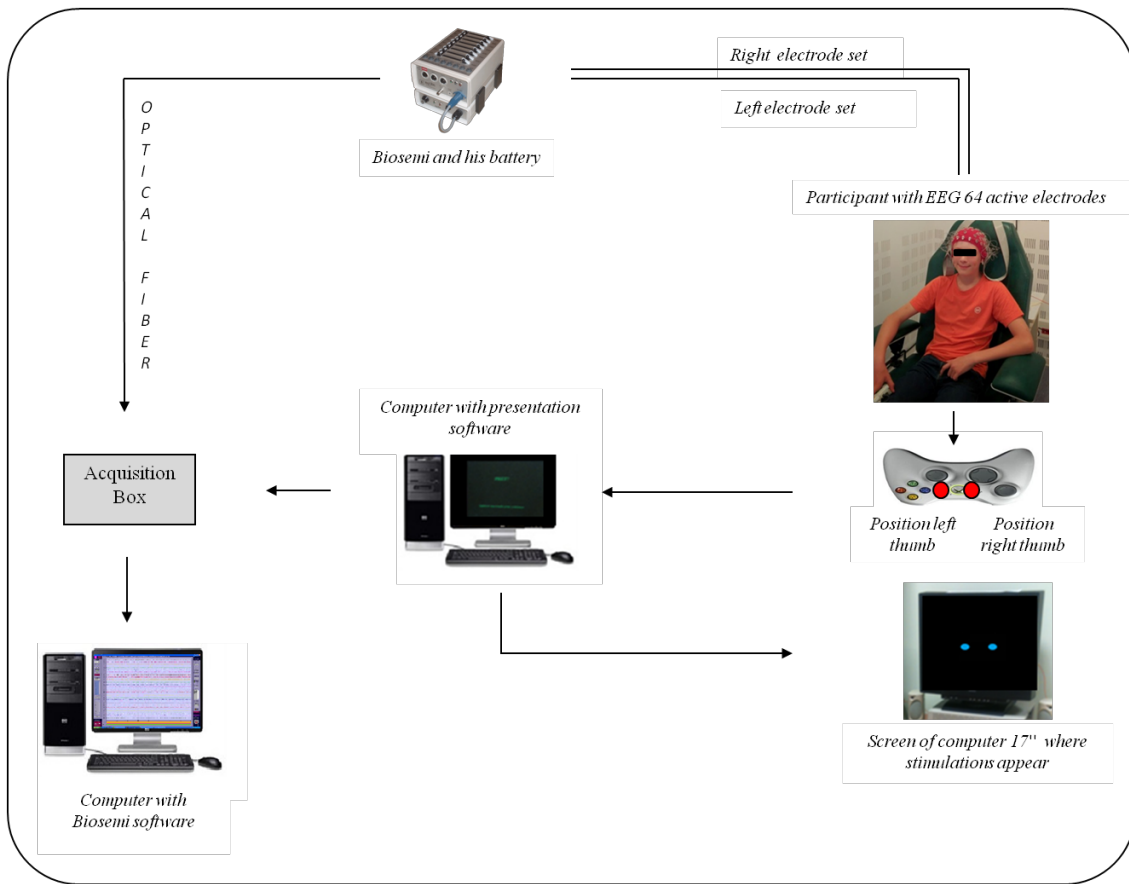 Right electrode set
Left electrode set
Biosemi and his battery
OPTICAL FIBER
Participant with EEG 64 active electrodes
Computer with presentation
software
Acquisition
Box
Position left
thumb
Position
right thumb
Computer with
Biosemi software
Screen of computer 17" where
stimulations appear